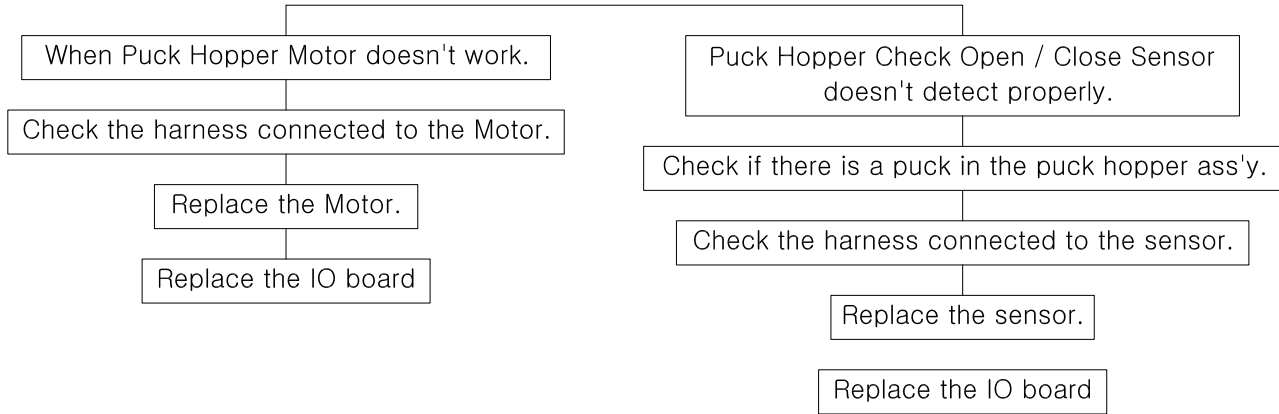 When Puck Hopper Motor doesn't work.
Check the harness connected to the Motor.
Replace the Motor.
Replace the IO board
Puck Hopper Check Open / Close Sensor
doesn't detect properly.
Check if there is a puck in the puck hopper ass'y.
Check the harness connected to the sensor.
Replace the sensor.
Replace the IO board